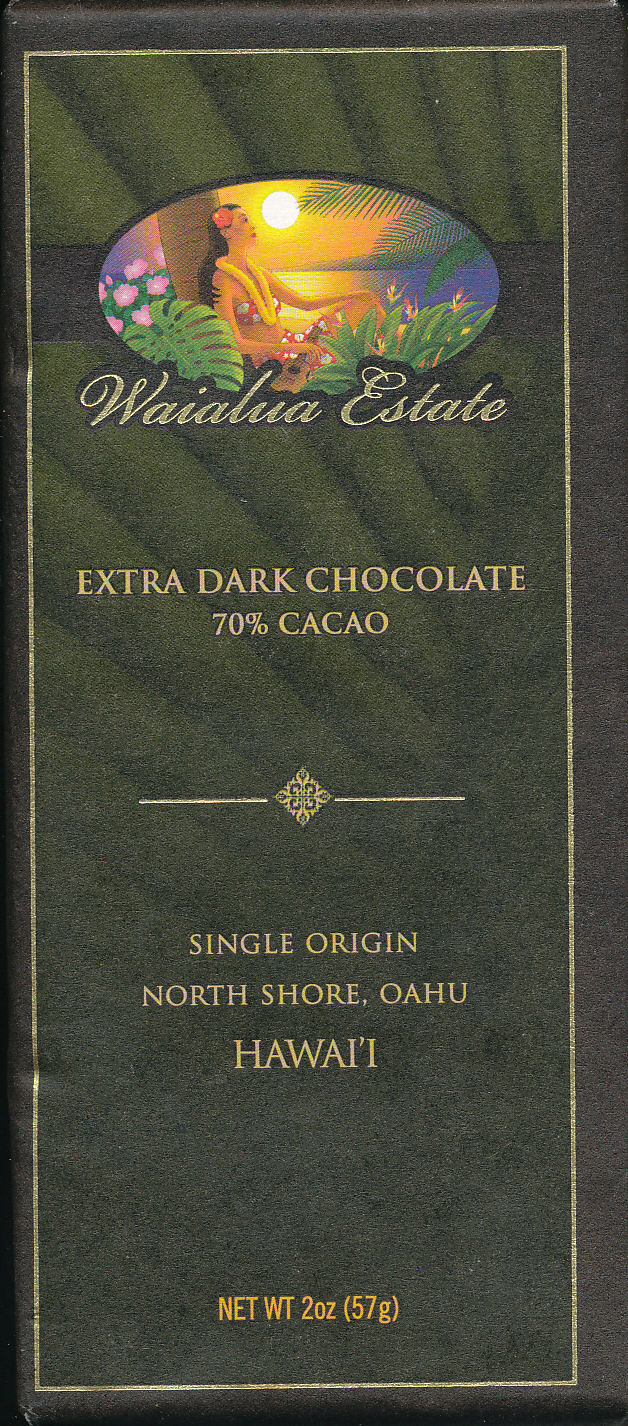 Waialua Estate
EXTRA DARK CHOCOLATE
70% CACAO
SINGLE ORIGIN
NORTH SHORE, OAHU
HAWAI'I
NET WT 2oz (57g)